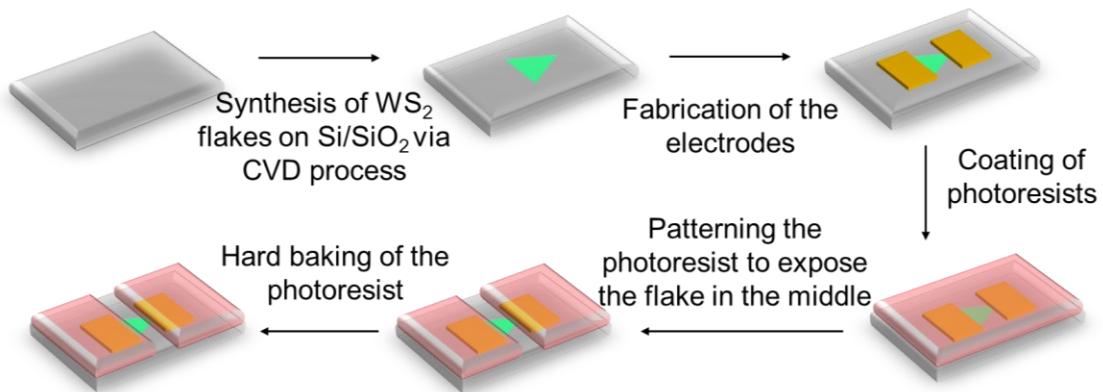 Synthesis of WS₂
flakes on Si/SiO₂ via
CVD process
Fabrication of the
electrodes
Coating of
photoresists
Patterning the
photoresist to expose
the flake in the middle
Hard baking of the
photoresist